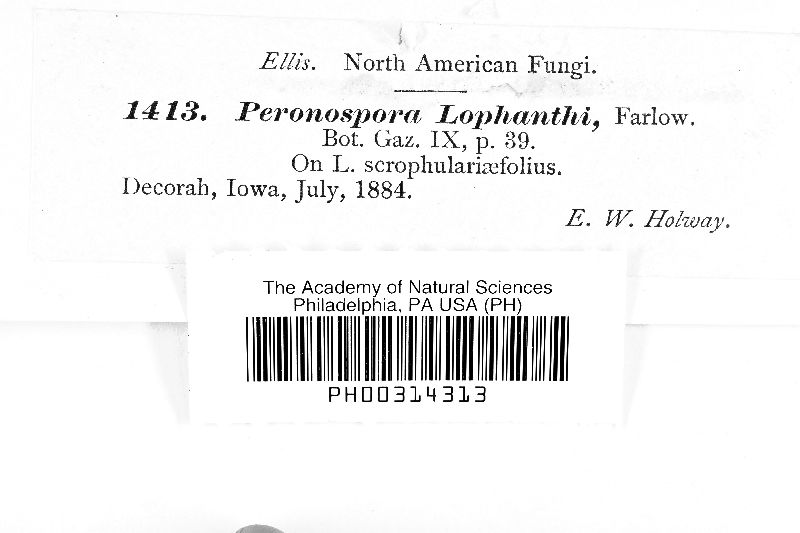 Ellis. North American Fungi.
1413. Peronospora Lophanthi, Farlow.
Bot. Gaz. IX, p. 39.
On L. scrophulariæfolius.
Decorah, Iowa, July, 1884.
E. W. Holway.
The Academy of Natural Sciences
Philadelphia, PA USA (PH)
PH00314313